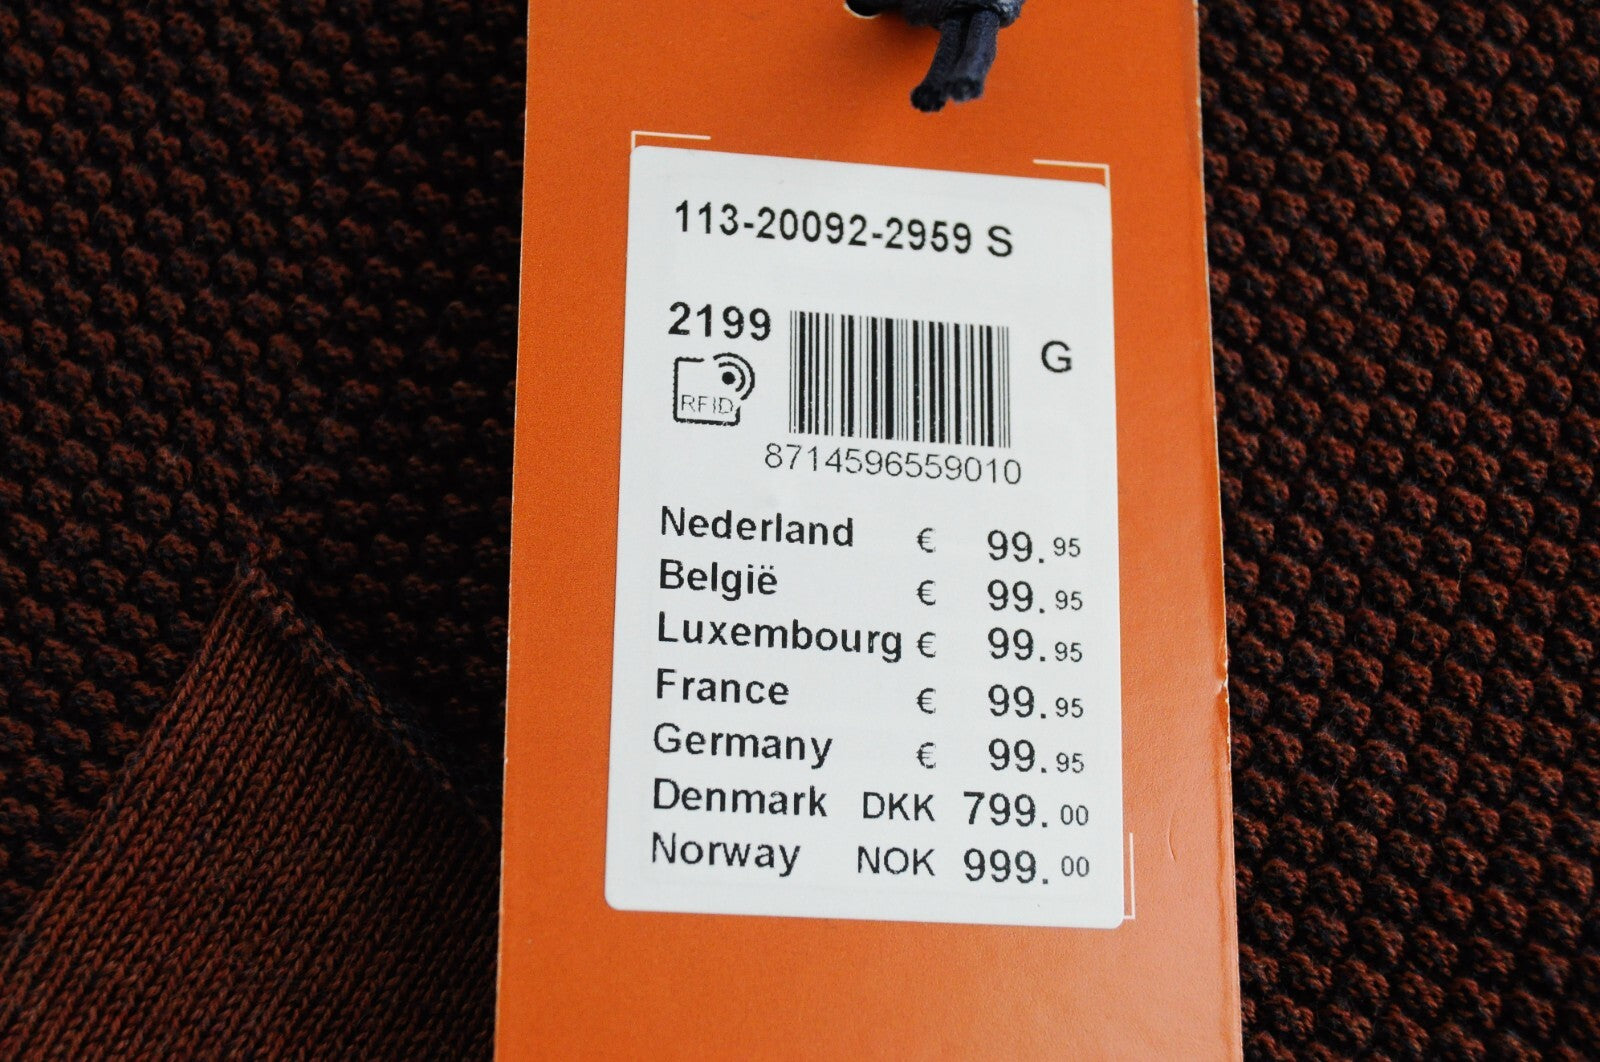 113-20092-2959 S
2199
G
RFID
8714596559010
Nederland € 99.95
België € 99.95
Luxembourg € 99.95
France € 99.95
Germany € 99.95
Denmark DKK 799.00
Norway NOK 999.00